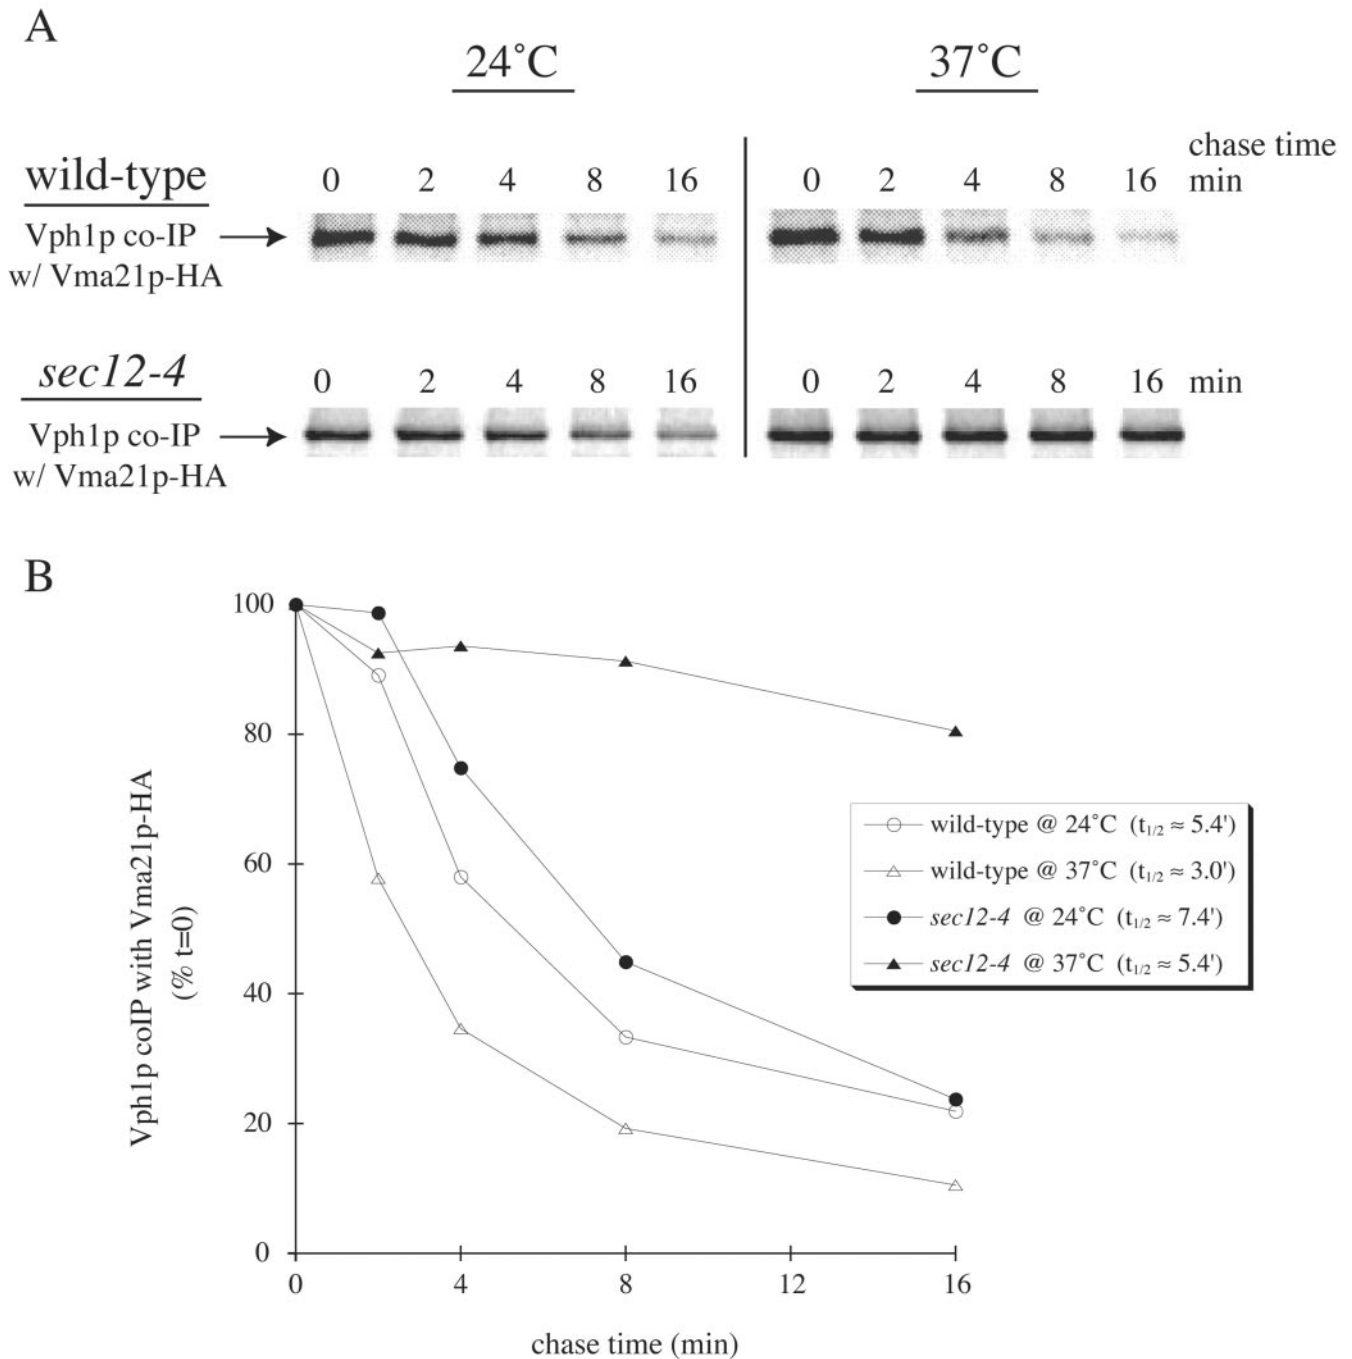 A
24˚C 37˚C
chase time
wild-type 0 2 4 8 16 0 2 4 8 16 min
Vph1p co-IP
w/ Vma21p-HA
sec12-4 0 2 4 8 16 0 2 4 8 16 min
Vph1p co-IP
w/ Vma21p-HA
B
100
80
60
40
20
0
Vph1p coIP with Vma21p-HA
(% t=0)
wild-type @ 24˚C (t1/2 ≈ 5.4')
wild-type @ 37˚C (t1/2 ≈ 3.0')
sec12-4 @ 24˚C (t1/2 ≈ 7.4')
sec12-4 @ 37˚C (t1/2 ≈ 5.4')
0 4 8 12 16
chase time (min)